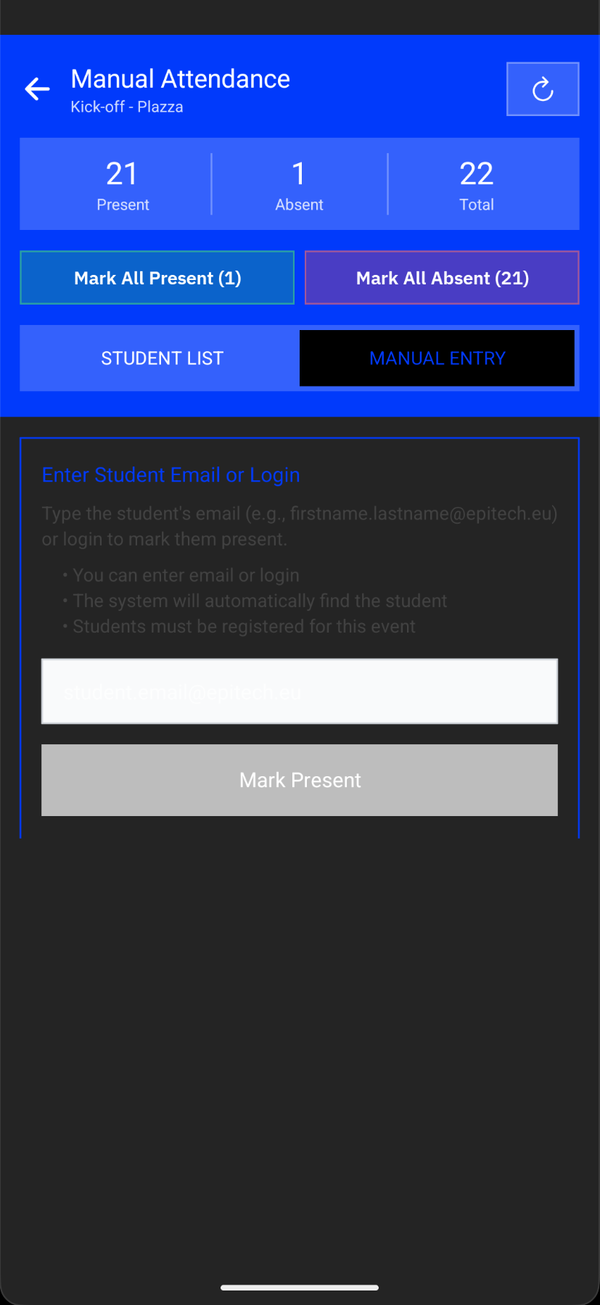 Manual Attendance
Kick-off - Plazza
21
1
22
Present
Absent
Total
Mark All Present (1)
Mark All Absent (21)
STUDENT LIST
MANUAL ENTRY
Enter Student Email or Login
Type the student's email (e.g., firstname.lastname@epitech.eu)
or login to mark them present.
• You can enter email or login
• The system will automatically find the student
• Students must be registered for this event
student.email@epitech.eu
Mark Present